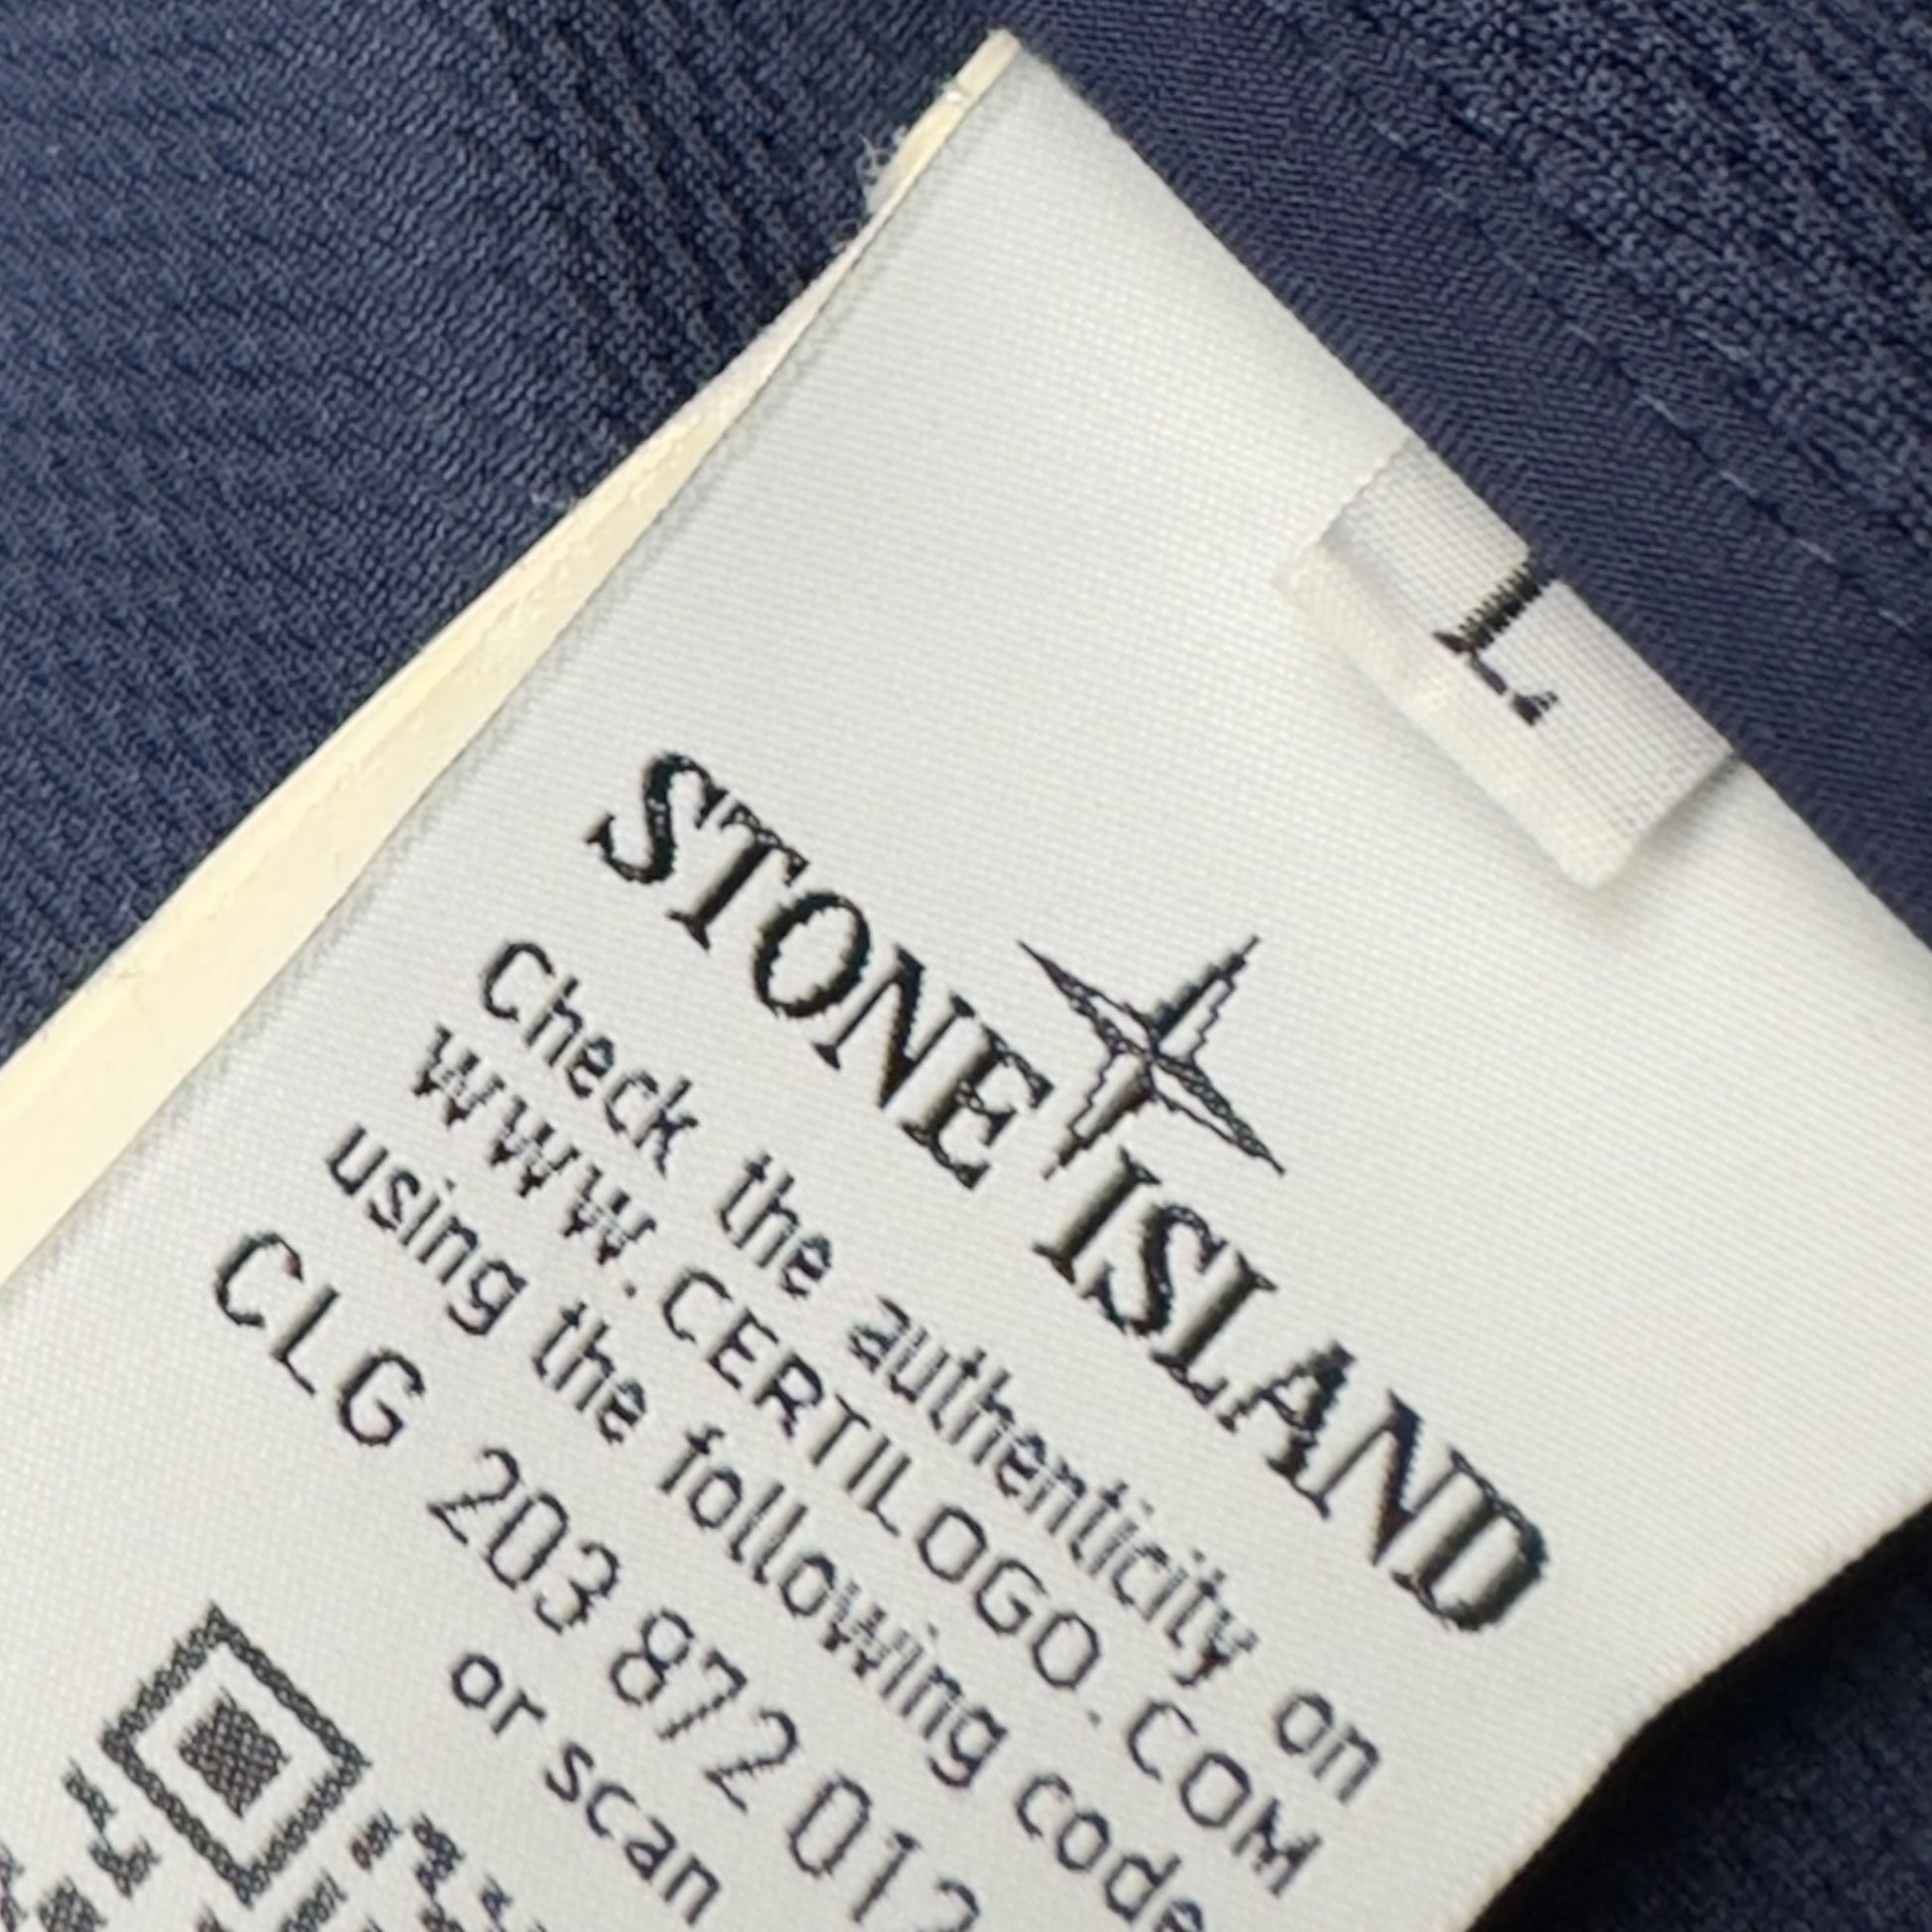 L
STONE ISLAND
Check the authenticity on
www.CERTILOGO.COM
using the following code
CLG 203 872 012
or scan